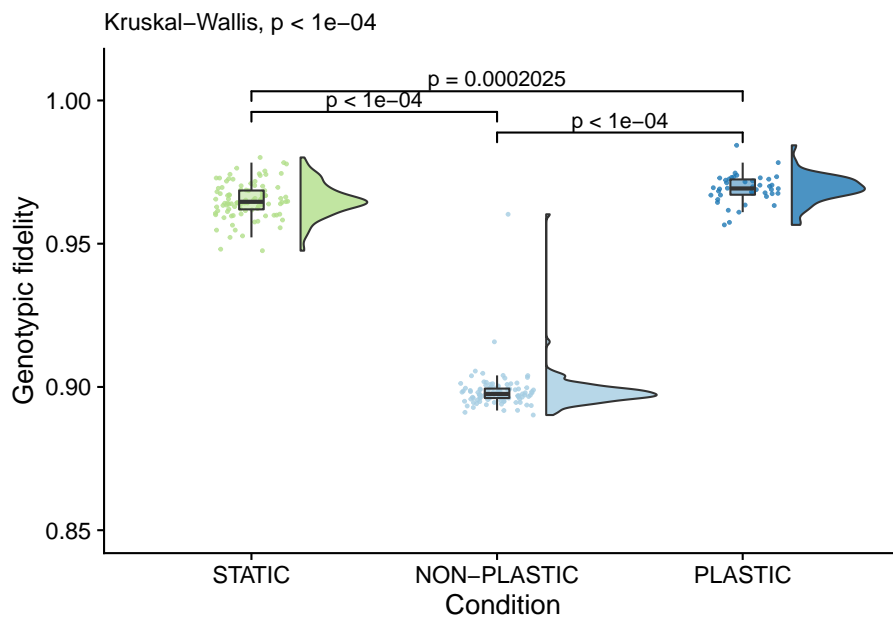 Kruskal−Wallis, p < 1e−04
p = 0.0002025
p < 1e−04
p < 1e−04
1.00
0.95
0.90
0.85
Genotypic fidelity
STATIC NON−PLASTIC PLASTIC
Condition